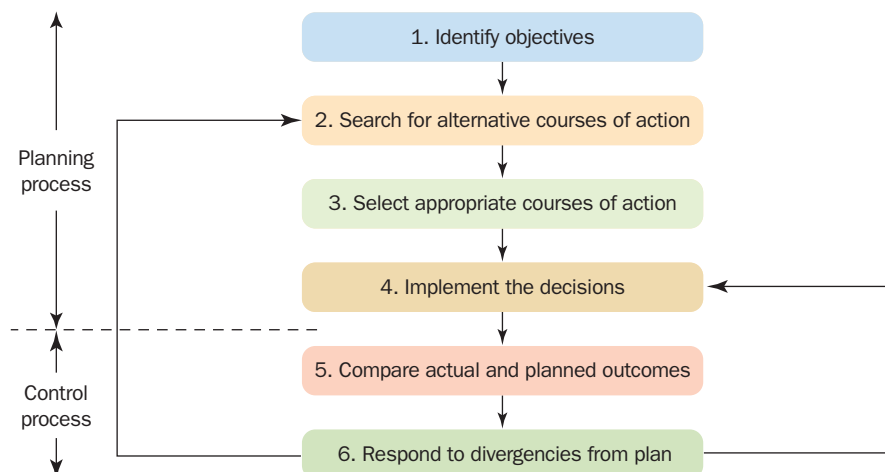 1. Identify objectives
2. Search for alternative courses of action
Planning
process
3. Select appropriate courses of action
4. Implement the decisions
5. Compare actual and planned outcomes
Control
process
6. Respond to divergencies from plan